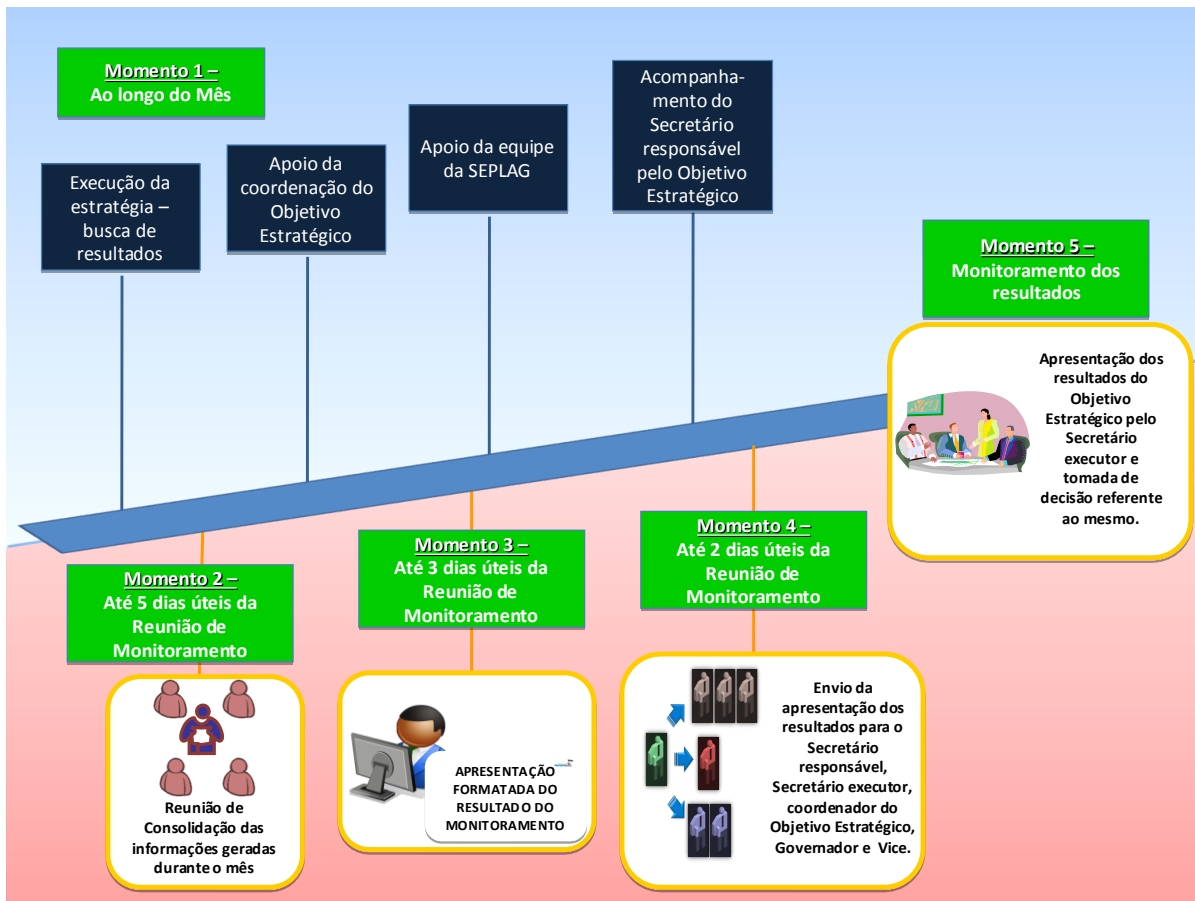 Momento 1 –
Ao longo do Mês
Execução da
estratégia –
busca de
resultados
Apoio da
coordenação do
Objetivo
Estratégico
Apoio da equipe
da SEPLAG
Acompanha-
mento do
Secretário
responsável
pelo Objetivo
Estratégico
Momento 5 –
Monitoramento dos
resultados
Apresentação dos
resultados do
Objetivo
Estratégico pelo
Secretário
executor e
tomada de
decisão referente
ao mesmo.
Momento 2 –
Até 5 dias úteis da
Reunião de
Monitoramento
Reunião de
Consolidação das
informações geradas
durante o mês
Momento 3 –
Até 3 dias úteis da
Reunião de
Monitoramento
APRESENTAÇÃO
FORMATADA DO
RESULTADO DO
MONITORAMENTO
Momento 4 –
Até 2 dias úteis da
Reunião de
Monitoramento
Envio da
apresentação dos
resultados para o
Secretário
responsável,
Secretário executor,
coordenador do
Objetivo Estratégico,
Governador e Vice.